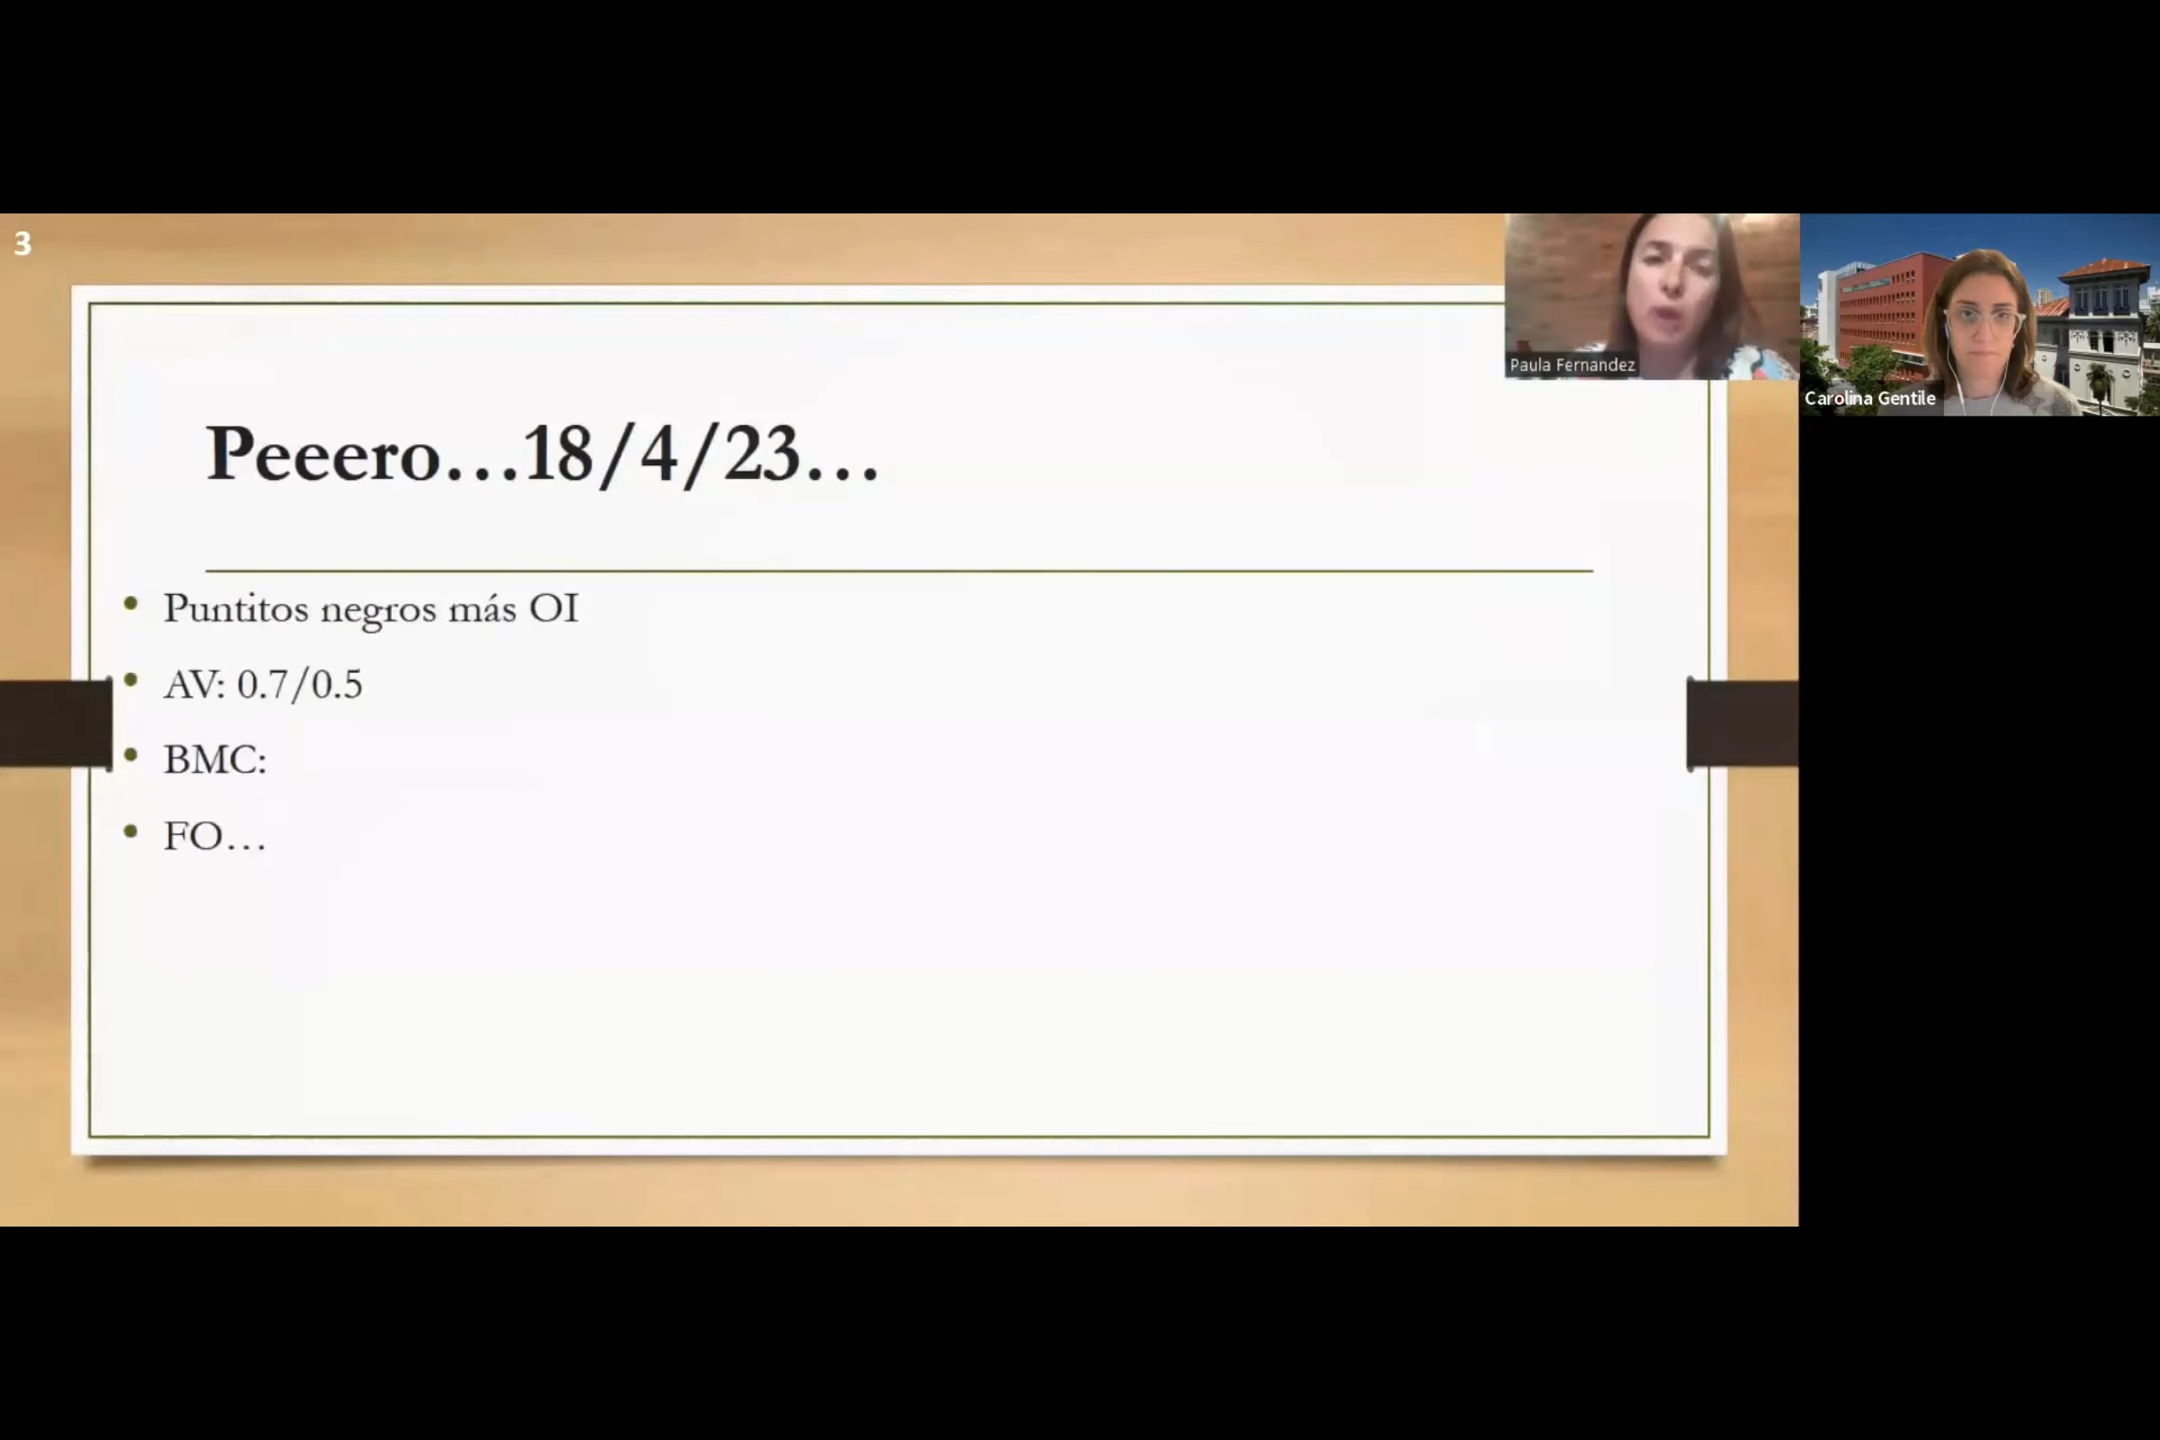 3
Peeero…18/4/23…
Puntitos negros más OI
AV: 0.7/0.5
BMC:
FO…
Paula Fernandez
Carolina Gentile